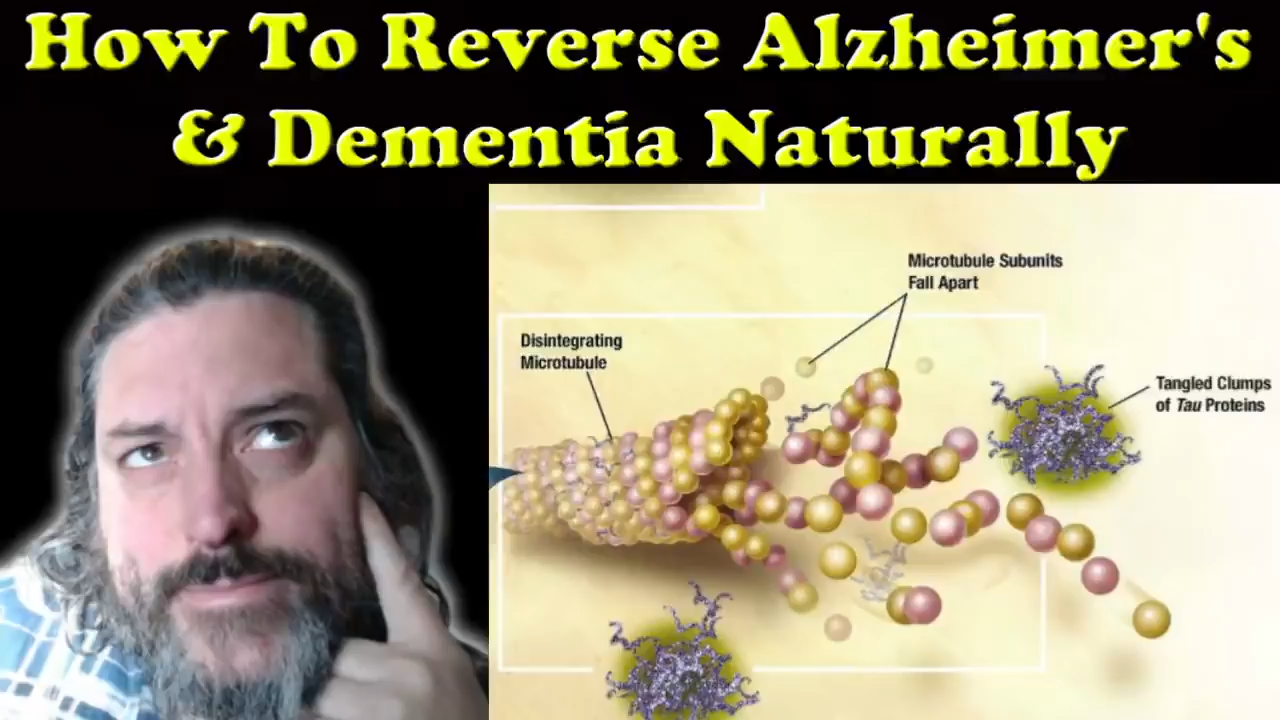 How To Reverse Alzheimer's
& Dementia Naturally
Microtubule Subunits
Fall Apart
Disintegrating
Microtubule
Tangled Clumps
of Tau Proteins